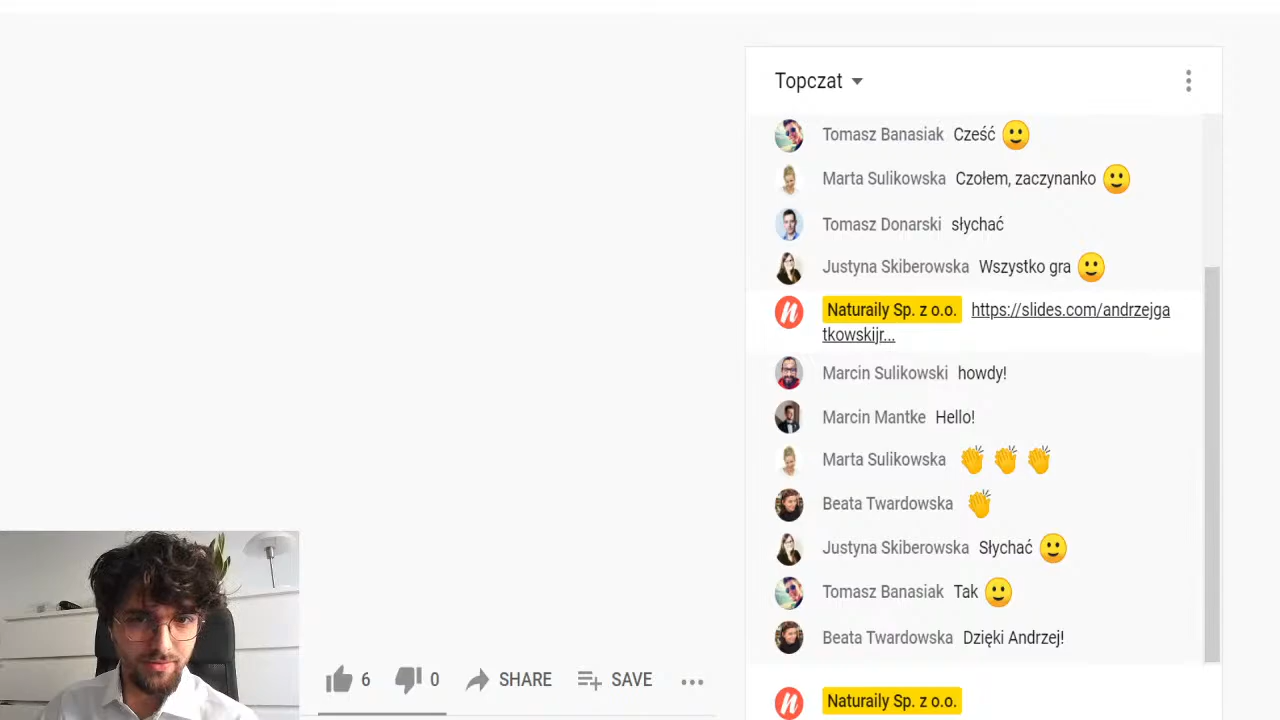 Topczat
Tomasz Banasiak Cześć 🙂
Marta Sulikowska Czołem, zaczynanko 🙂
Tomasz Donarski słychać
Justyna Skiberowska Wszystko gra 🙂
Naturaily Sp. z o.o. https://slides.com/andrzejga
tkowskijr...
Marcin Sulikowski howdy!
Marcin Mantke Hello!
Marta Sulikowska 👏 👏 👏
Beata Twardowska 👏
Justyna Skiberowska Słychać 🙂
Tomasz Banasiak Tak 🙂
Beata Twardowska Dzięki Andrzej!
6 0 SHARE SAVE
Naturaily Sp. z o.o.